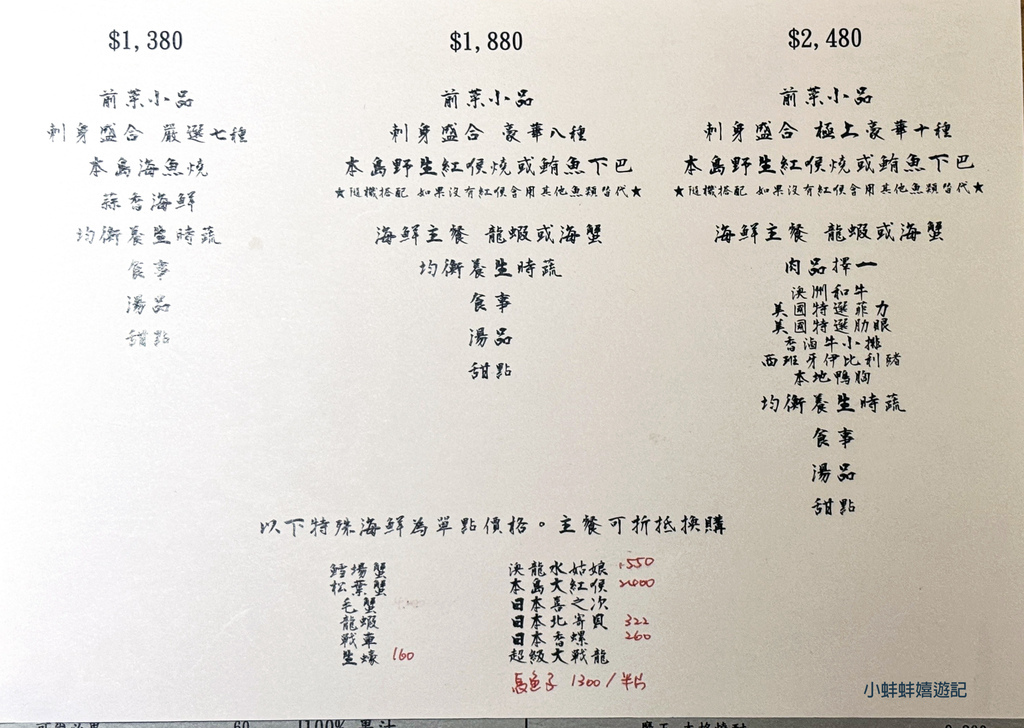 $1,380
前菜小品
刺身盛合 嚴選七種
本島海魚燒
蒜香海鮮
均衡養生時蔬
食事
湯品
甜點
$1,880
前菜小品
刺身盛合 豪華八種
本島野生紅喉燒或鮪魚下巴
★隨機搭配 如果沒有紅喉會用其他魚類替代★
海鮮主餐 龍蝦或海蟹
均衡養生時蔬
食事
湯品
甜點
$2,480
前菜小品
刺身盛合 極上豪華十種
本島野生紅喉燒或鮪魚下巴
★隨機搭配 如果沒有紅喉會用其他魚類替代★
海鮮主餐 龍蝦或海蟹
肉品擇一
澳洲和牛
美國特選菲力
美國特選肋眼
香滷牛小排
西班牙伊比利豬
本地鴨胸
均衡養生時蔬
食事
湯品
甜點
以下特殊海鮮為單點價格。主餐可折抵換購
鱈場蟹
松葉蟹
毛蟹
龍蝦
戰車
生蠔 160
澳龍水姑娘 1550
本島大紅喉 2400
日本喜之次
日本北寄貝 322
日本香螺 260
超級大戰龍
烏魚子 1300/半片
小蚌蚌嬉遊記
60
100% 果汁